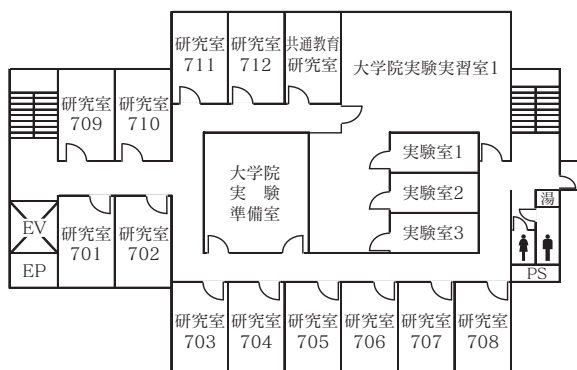 研究室
711
研究室
712
共通教育
研究室
大学院実験実習室1
研究室
709
研究室
710
大学院
実 験
準備室
実験室1
実験室2
実験室3
湯
EV
EP
研究室
701
研究室
702
PS
研究室
703
研究室
704
研究室
705
研究室
706
研究室
707
研究室
708